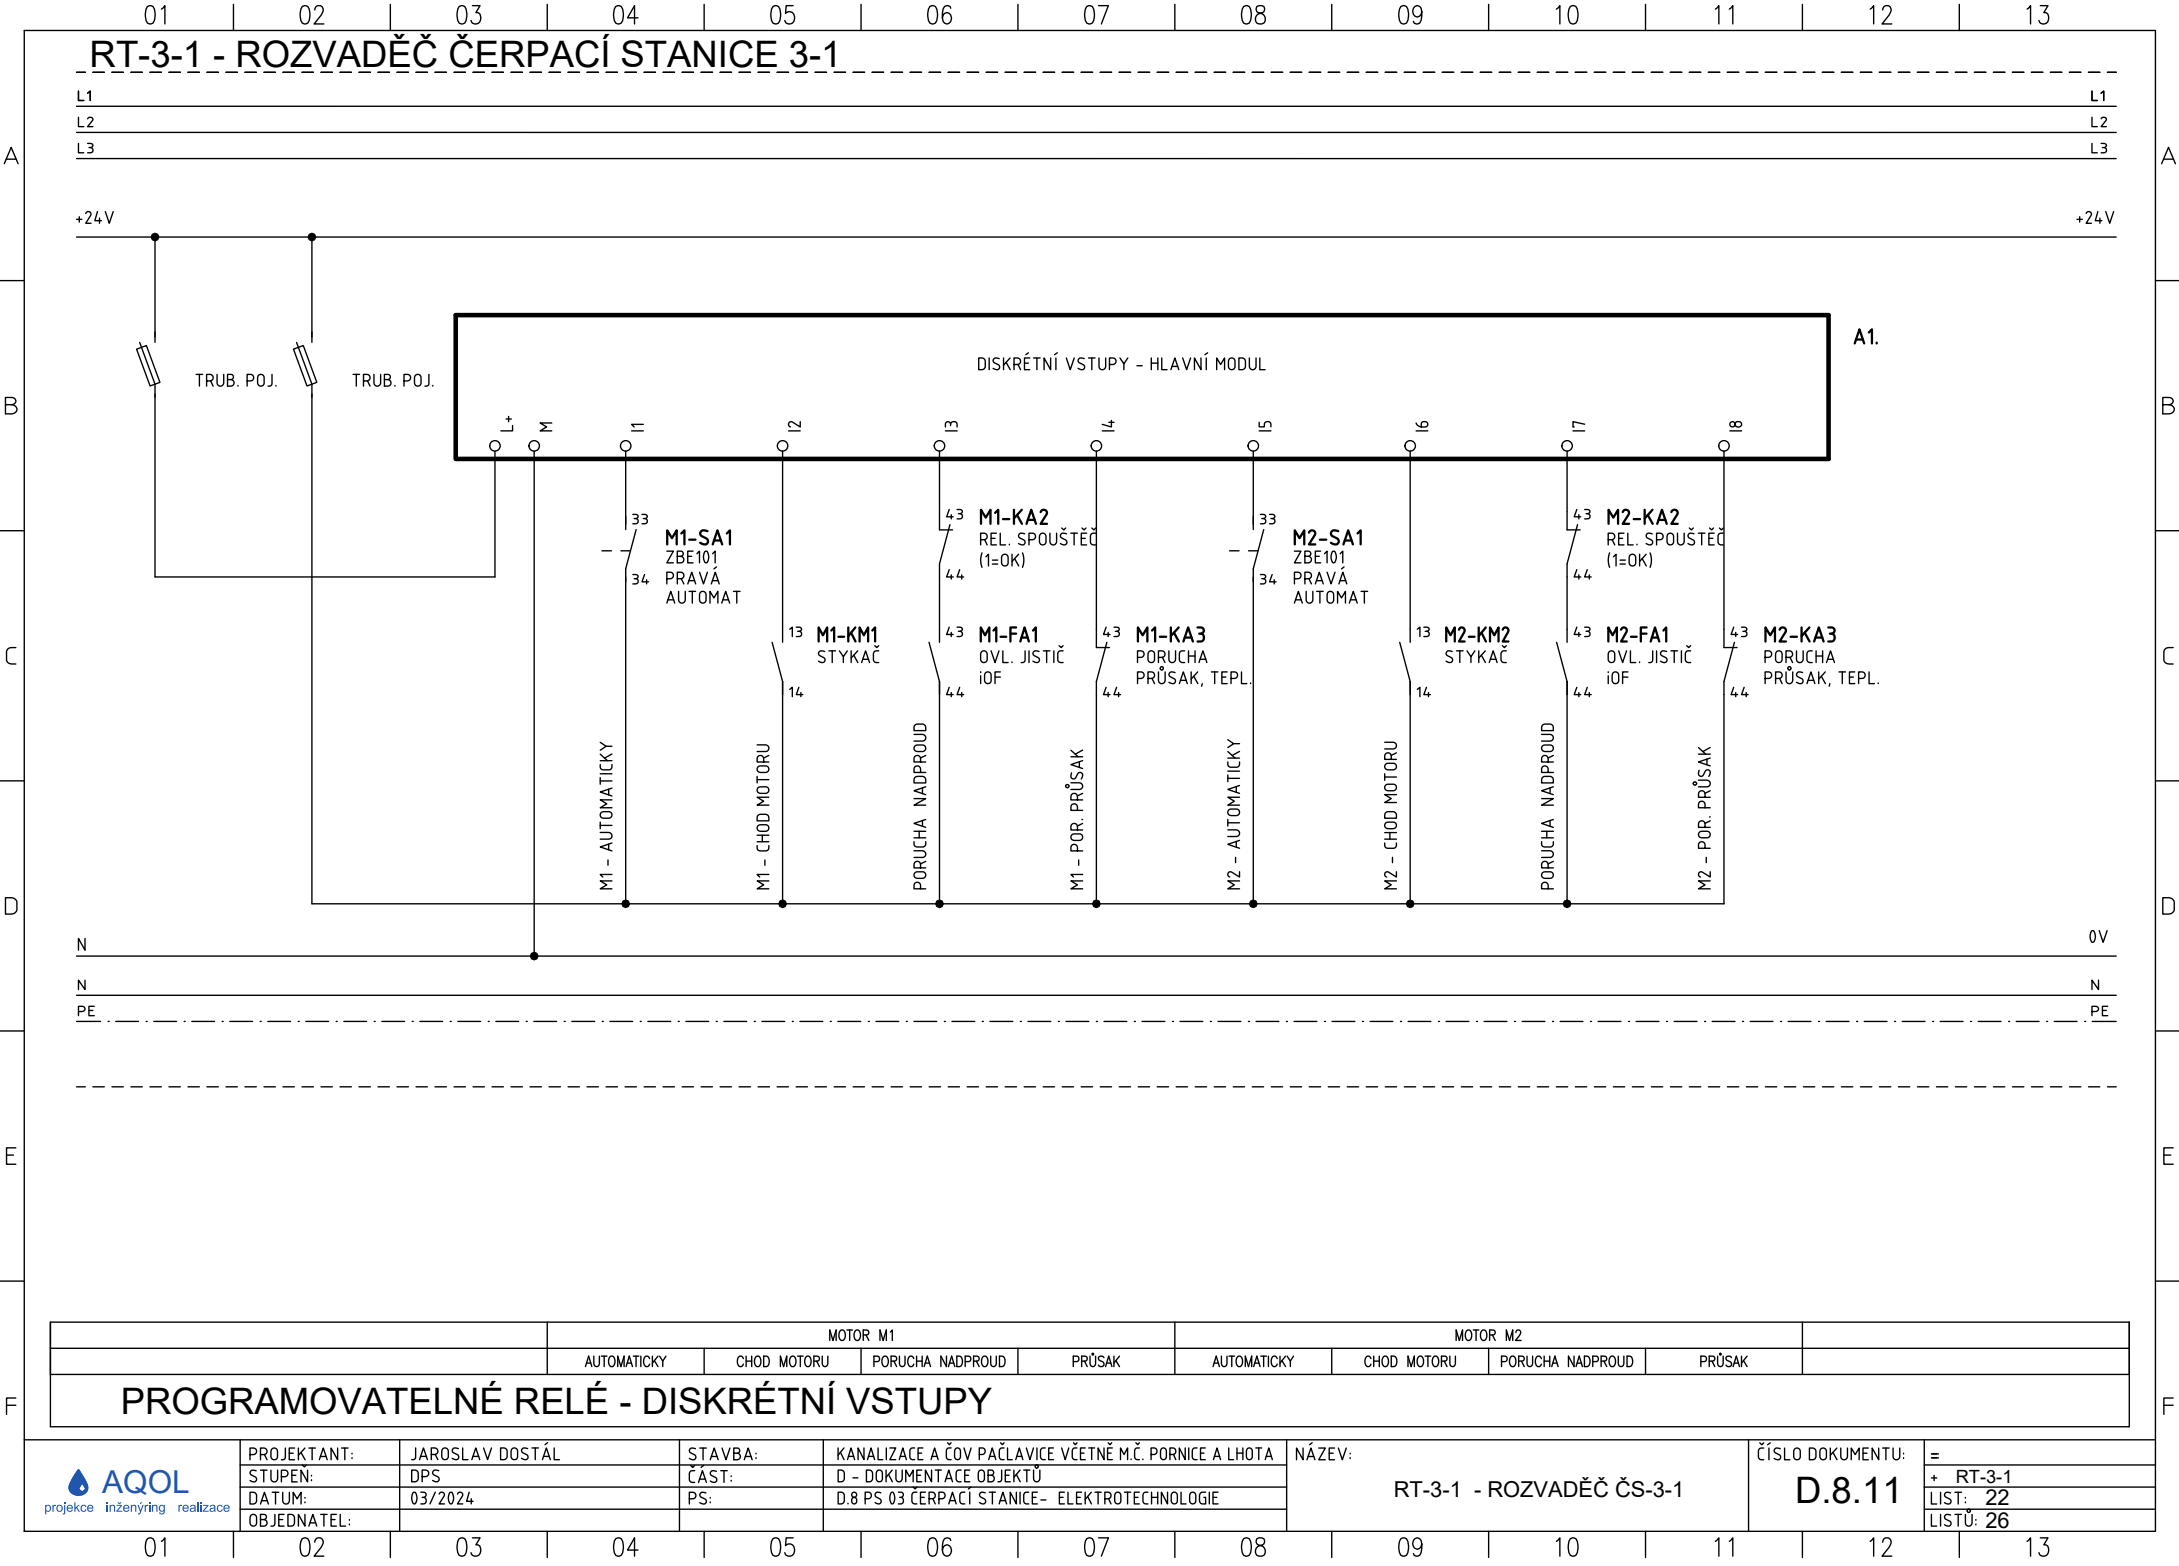 01 02 03 04 05 06 07 08 09 10 11 12 13
RT-3-1 - ROZVADĚČ ČERPACÍ STANICE 3-1
L1 L1
L2 L2
L3 L3
A A
+24V +24V
A1.
DISKRÉTNÍ VSTUPY - HLAVNÍ MODUL
TRUB. POJ. TRUB. POJ.
B B
L+ M I1 I2 I3 I4 I5 I6 I7 I8
33
M1-SA1
ZBE101
34 PRAVÁ
AUTOMAT
13 M1-KM1
STYKAČ
14
43 M1-KA2
REL. SPOUŠTĚČ
(1=OK)
44
43 M1-FA1
OVL. JISTIČ
iOF
44
43 M1-KA3
PORUCHA
PRŮSAK, TEPL.
44
33
M2-SA1
ZBE101
34 PRAVÁ
AUTOMAT
13 M2-KM2
STYKAČ
14
43 M2-KA2
REL. SPOUŠTĚČ
(1=OK)
44
43 M2-FA1
OVL. JISTIČ
iOF
44
43 M2-KA3
PORUCHA
PRŮSAK, TEPL.
44
C C
M1 - AUTOMATICKY
M1 - CHOD MOTORU
PORUCHA NADPROUD
M1 - POR. PRŮSAK
M2 - AUTOMATICKY
M2 - CHOD MOTORU
PORUCHA NADPROUD
M2 - POR. PRŮSAK
D D
N 0V
N N
PE PE
E E
MOTOR M1 MOTOR M2
AUTOMATICKY CHOD MOTORU PORUCHA NADPROUD PRŮSAK AUTOMATICKY CHOD MOTORU PORUCHA NADPROUD PRŮSAK
PROGRAMOVATELNÉ RELÉ - DISKRÉTNÍ VSTUPY
F F
AQOL
projekce inženýring realizace
PROJEKTANT: JAROSLAV DOSTÁL
STUPEŇ: DPS
DATUM: 03/2024
OBJEDNATEL:
STAVBA: KANALIZACE A ČOV PAČLAVICE VČETNĚ M.Č. PORNICE A LHOTA
ČÁST: D - DOKUMENTACE OBJEKTŮ
PS: D.8 PS 03 ČERPACÍ STANICE- ELEKTROTECHNOLOGIE
NÁZEV:
RT-3-1 - ROZVADĚČ ČS-3-1
ČÍSLO DOKUMENTU:
D.8.11
=
+ RT-3-1
LIST: 22
LISTŮ: 26
01 02 03 04 05 06 07 08 09 10 11 12 13